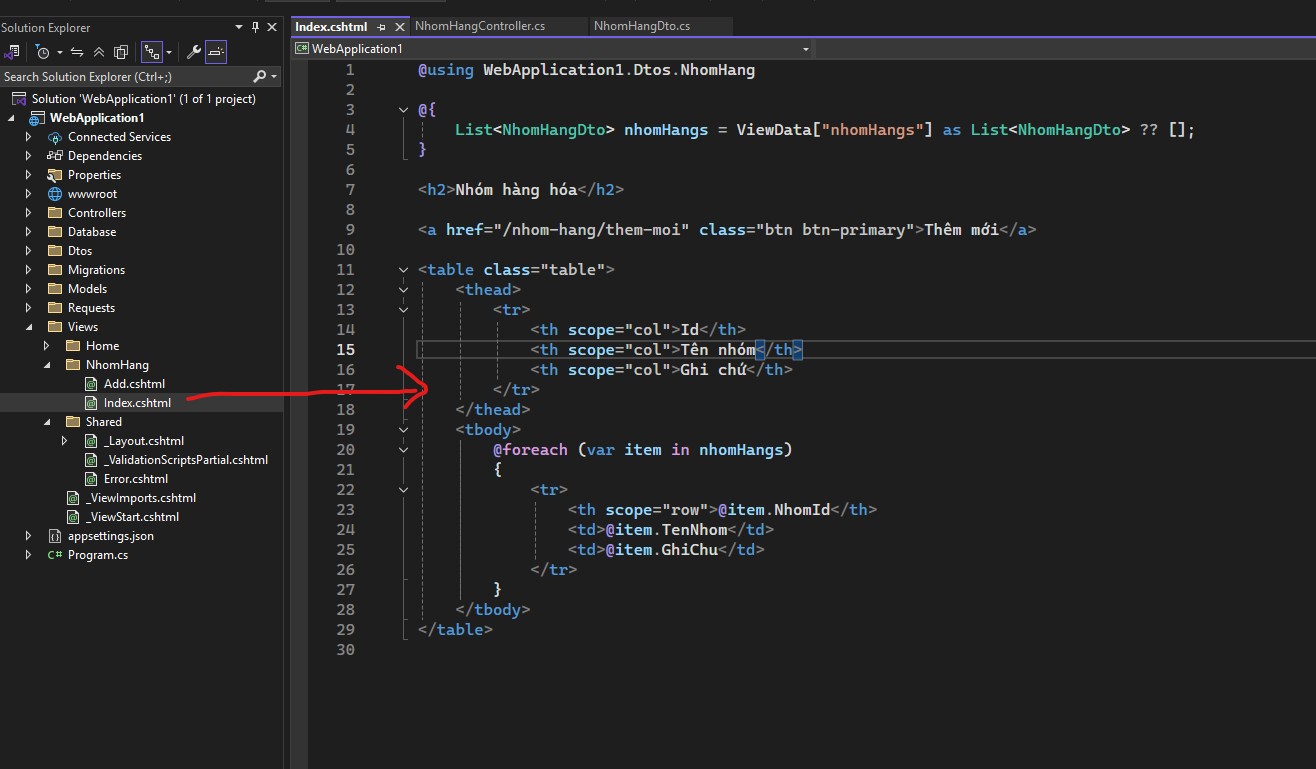 Solution Explorer
Search Solution Explorer (Ctrl+;)
Solution 'WebApplication1' (1 of 1 project)
WebApplication1
Connected Services
Dependencies
Properties
wwwroot
Controllers
Database
Dtos
Migrations
Models
Requests
Views
Home
NhomHang
Add.cshtml
Index.cshtml
Shared
_Layout.cshtml
_ValidationScriptsPartial.cshtml
Error.cshtml
_ViewImports.cshtml
_ViewStart.cshtml
appsettings.json
C# Program.cs
Index.cshtml NhomHangController.cs NhomHangDto.cs
C# WebApplication1
1 @using WebApplication1.Dtos.NhomHang
2
3 @{
4 List<NhomHangDto> nhomHangs = ViewData["nhomHangs"] as List<NhomHangDto> ?? [];
5 }
6
7 <h2>Nhóm hàng hóa</h2>
8
9 <a href="/nhom-hang/them-moi" class="btn btn-primary">Thêm mới</a>
10
11 <table class="table">
12 <thead>
13 <tr>
14 <th scope="col">Id</th>
15 <th scope="col">Tên nhóm</th>
16 <th scope="col">Ghi chứ</th>
17 </tr>
18 </thead>
19 <tbody>
20 @foreach (var item in nhomHangs)
21 {
22 <tr>
23 <th scope="row">@item.NhomId</th>
24 <td>@item.TenNhom</td>
25 <td>@item.GhiChu</td>
26 </tr>
27 }
28 </tbody>
29 </table>
30